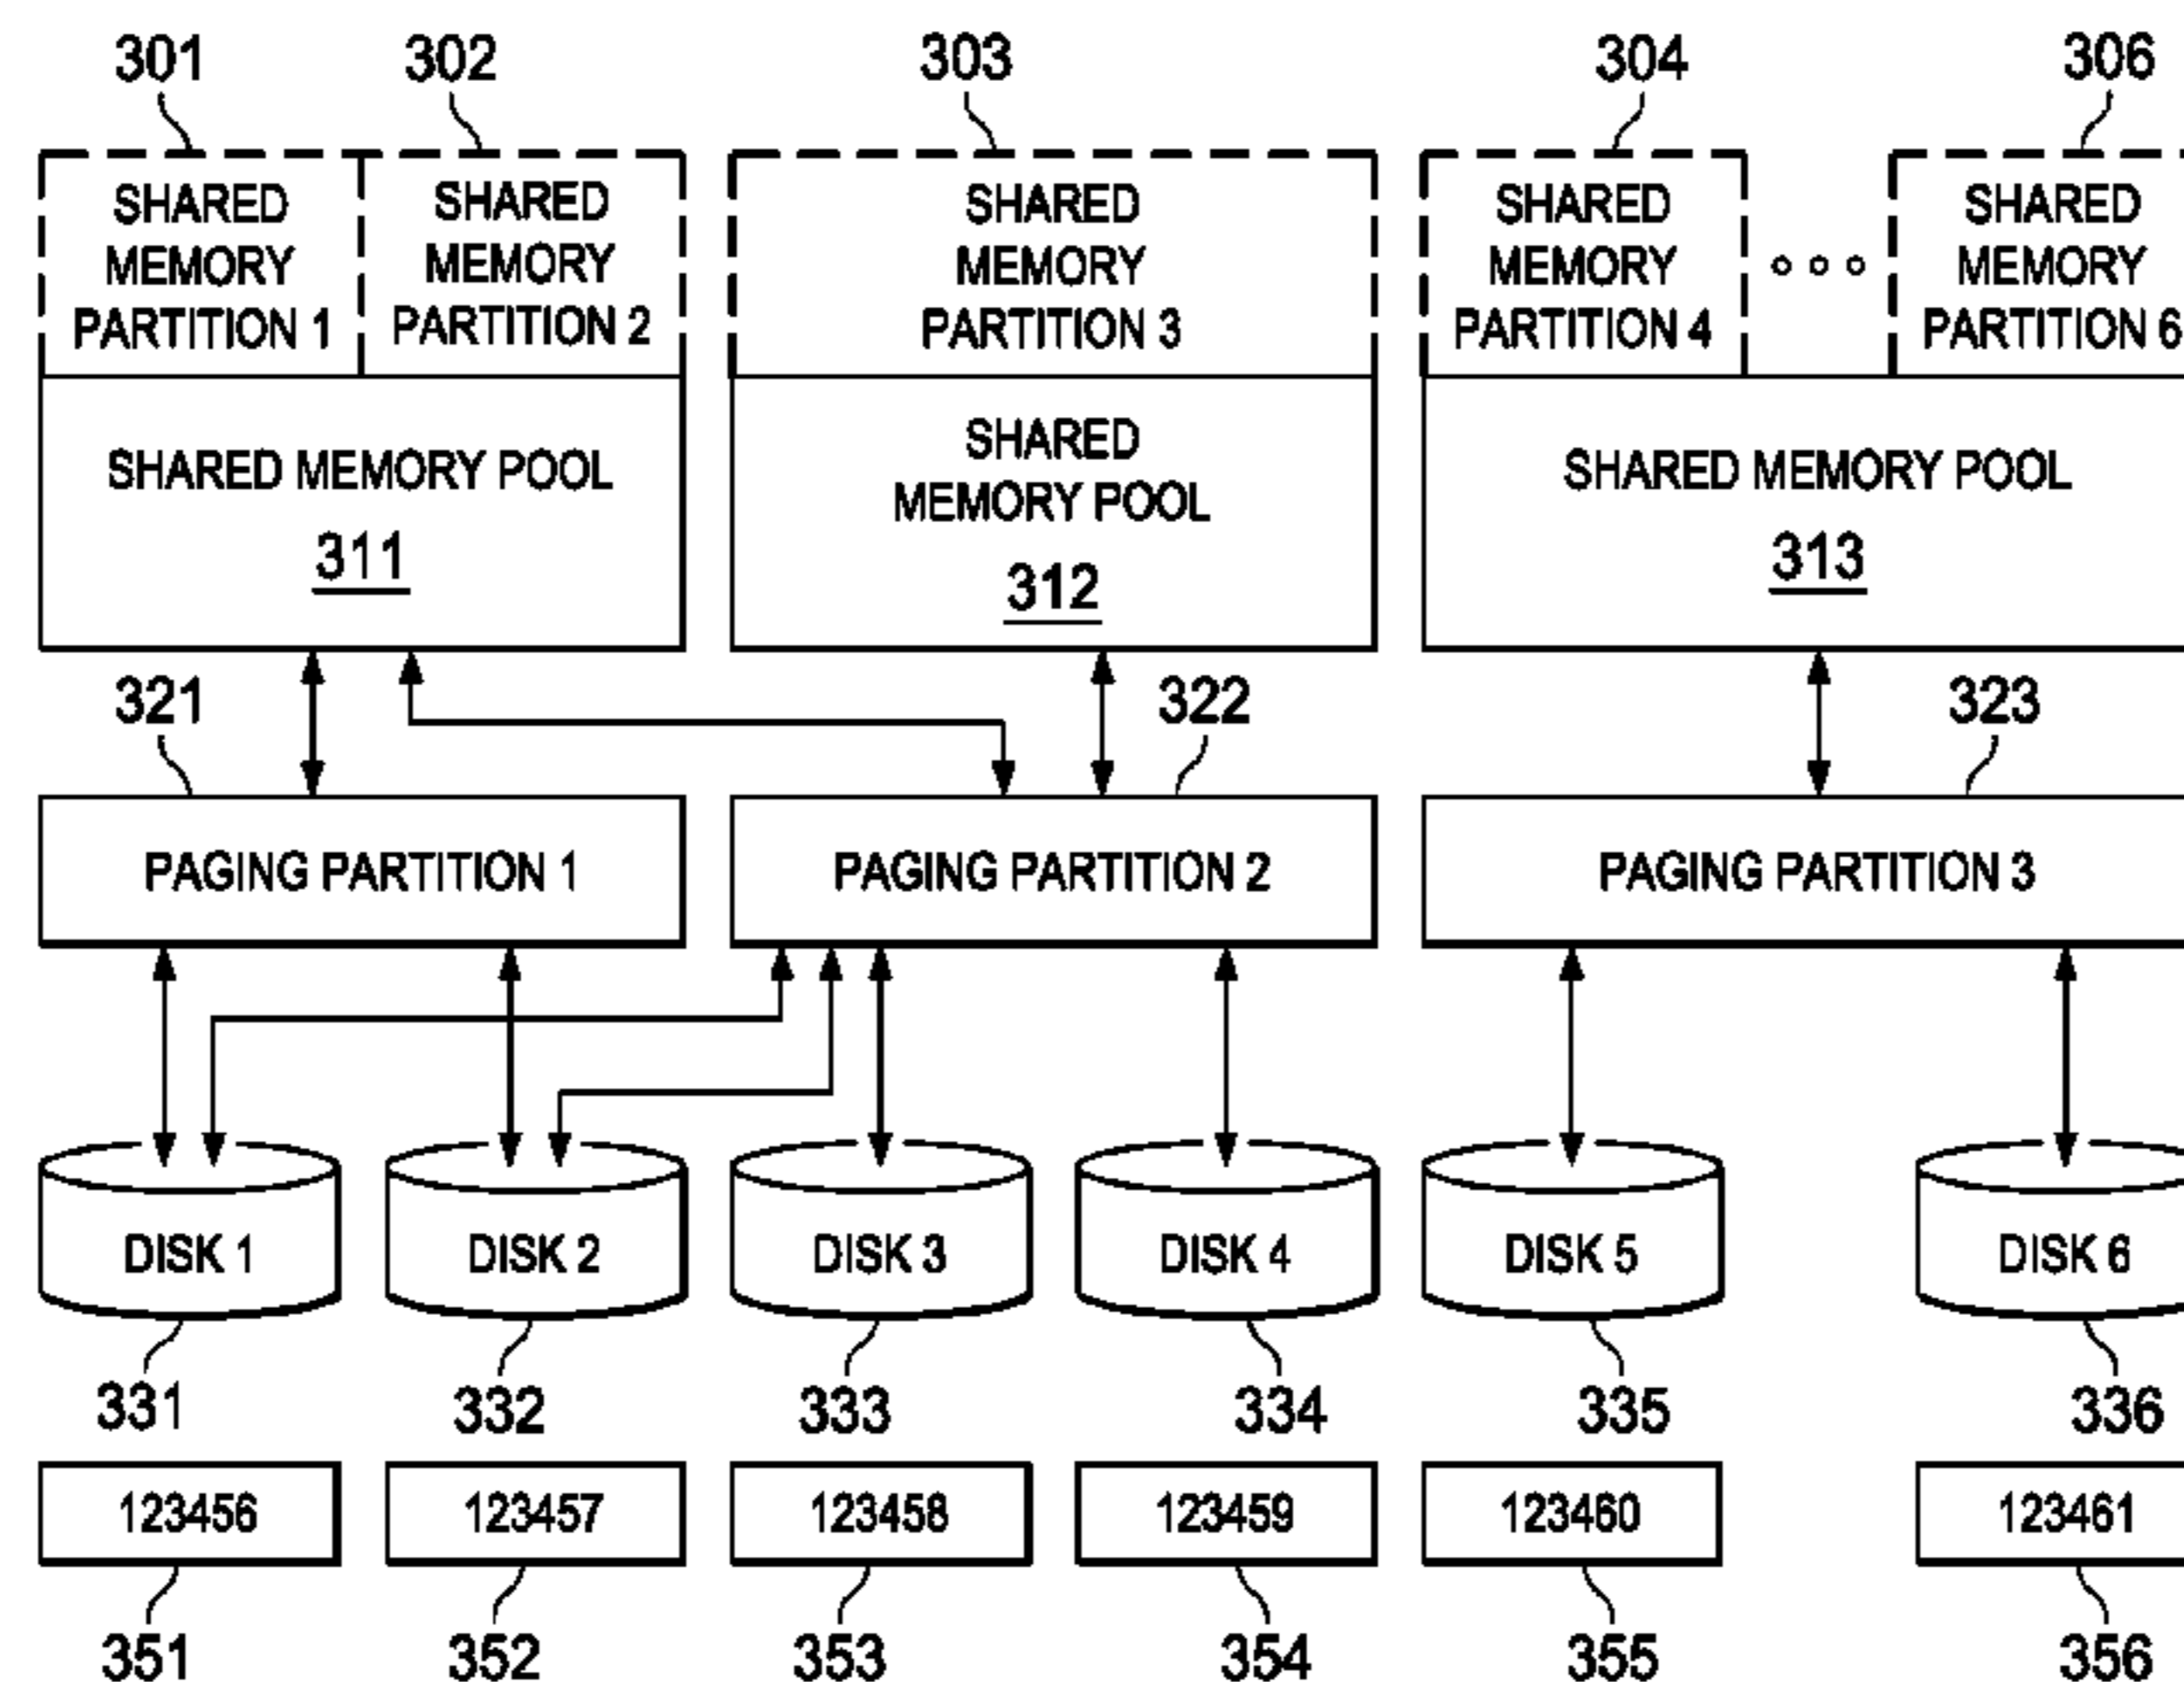 301 302 303 304 306
SHARED MEMORY PARTITION 1
SHARED MEMORY PARTITION 2
SHARED MEMORY PARTITION 3
SHARED MEMORY PARTITION 4
SHARED MEMORY PARTITION 6
SHARED MEMORY POOL
311
SHARED MEMORY POOL
312
SHARED MEMORY POOL
313
321 322 323
PAGING PARTITION 1 PAGING PARTITION 2 PAGING PARTITION 3
DISK 1 DISK 2 DISK 3 DISK 4 DISK 5 DISK 6
331 332 333 334 335 336
123456 123457 123458 123459 123460 123461
351 352 353 354 355 356